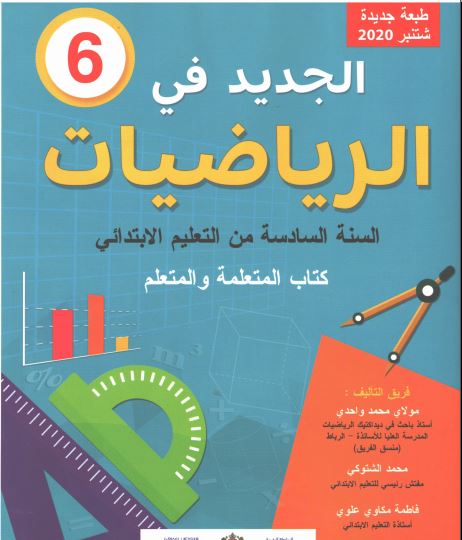 طبعة جديدة
شتنبر 2020
6
الجديد في
الرياضيات
السنة السادسة من التعليم الابتدائي
كتاب المتعلمة والمتعلم
m³
%
فريق التأليف :
مولاي محمد واحدي
أستاذ باحث في ديداكتيك الرياضيات
المدرسة العليا للأساتذة - الرباط
(منسق الفريق)
محمد الشتوكي
مفتش رئيسي للتعليم الابتدائي
فاطمة مكاوي علوي
أستاذة التعليم الابتدائي